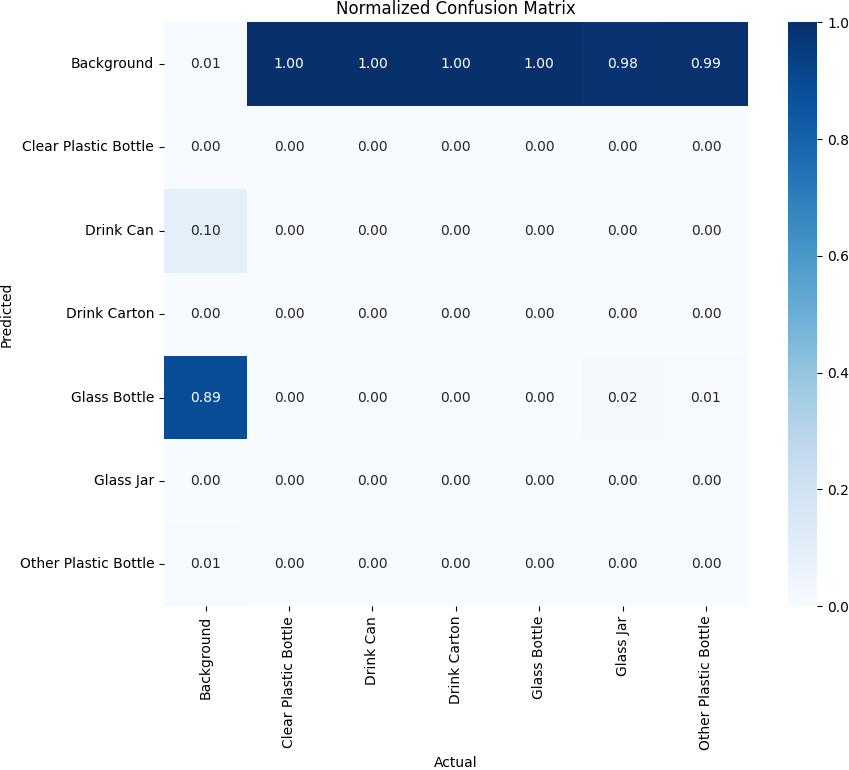 Normalized Confusion Matrix
Background 0.01 1.00 1.00 1.00 1.00 0.98 0.99
Clear Plastic Bottle 0.00 0.00 0.00 0.00 0.00 0.00 0.00
Drink Can 0.10 0.00 0.00 0.00 0.00 0.00 0.00
Drink Carton 0.00 0.00 0.00 0.00 0.00 0.00 0.00
Glass Bottle 0.89 0.00 0.00 0.00 0.00 0.02 0.01
Glass Jar 0.00 0.00 0.00 0.00 0.00 0.00 0.00
Other Plastic Bottle 0.01 0.00 0.00 0.00 0.00 0.00 0.00
Predicted
Background
Clear Plastic Bottle
Drink Can
Drink Carton
Glass Bottle
Glass Jar
Other Plastic Bottle
Actual
1.0
0.8
0.6
0.4
0.2
0.0